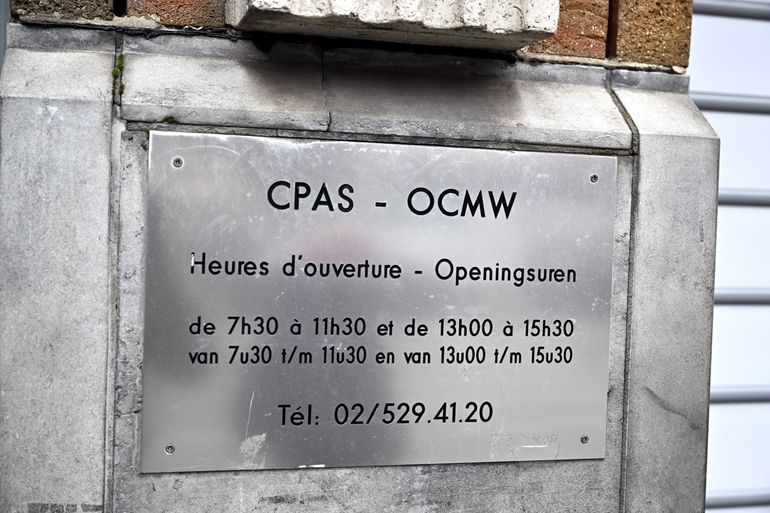 CPAS - OCMW
Heures d'ouverture - Openingsuren
de 7h30 à 11h30 et de 13h00 à 15h30
van 7u30 t/m 11u30 en van 13u00 t/m 15u30
Tél: 02/529.41.20